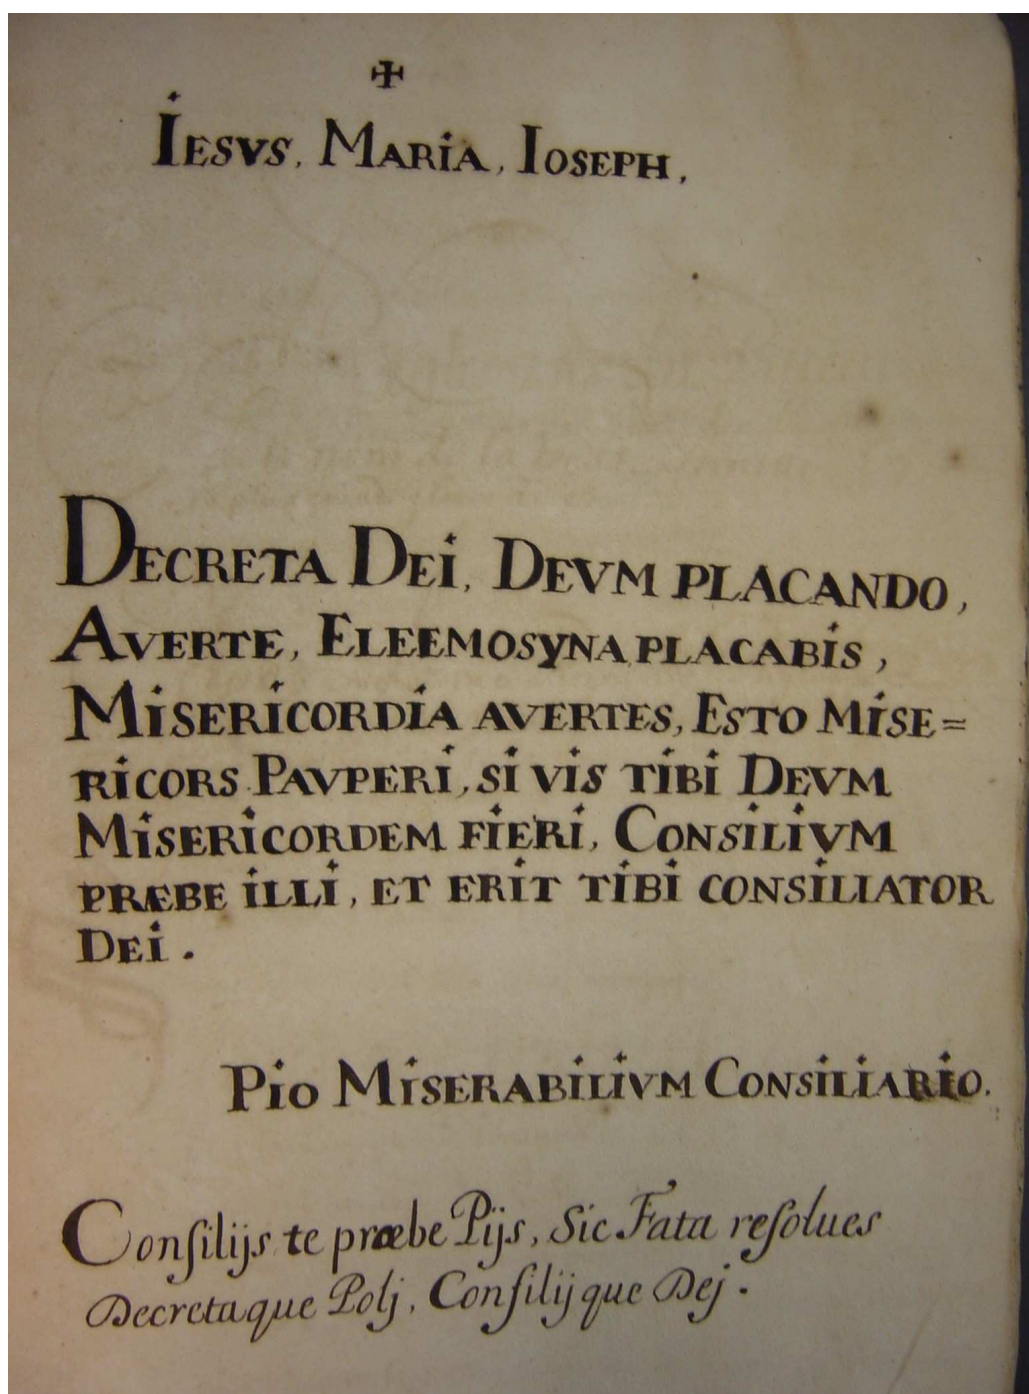 ✠
IESVS, MARIA, IOSEPH,
DECRETA DEI, DEVM PLACANDO,
AVERTE, ELEEMOSYNA PLACABIS,
MISERICORDIA AVERTES, ESTO MISE=
RICORS PAVPERI, SI VIS TIBI DEVM
MISERICORDEM FIERI, CONSILIVM
PRÆBE ILLI, ET ERIT TIBI CONSILIATOR
DEI.
PIO MISERABILIVM CONSILIARIO.
Conſilijs te præbe Pijs, Sic Fata reſolues
Decretaque Polj, Conſilijque Dej.